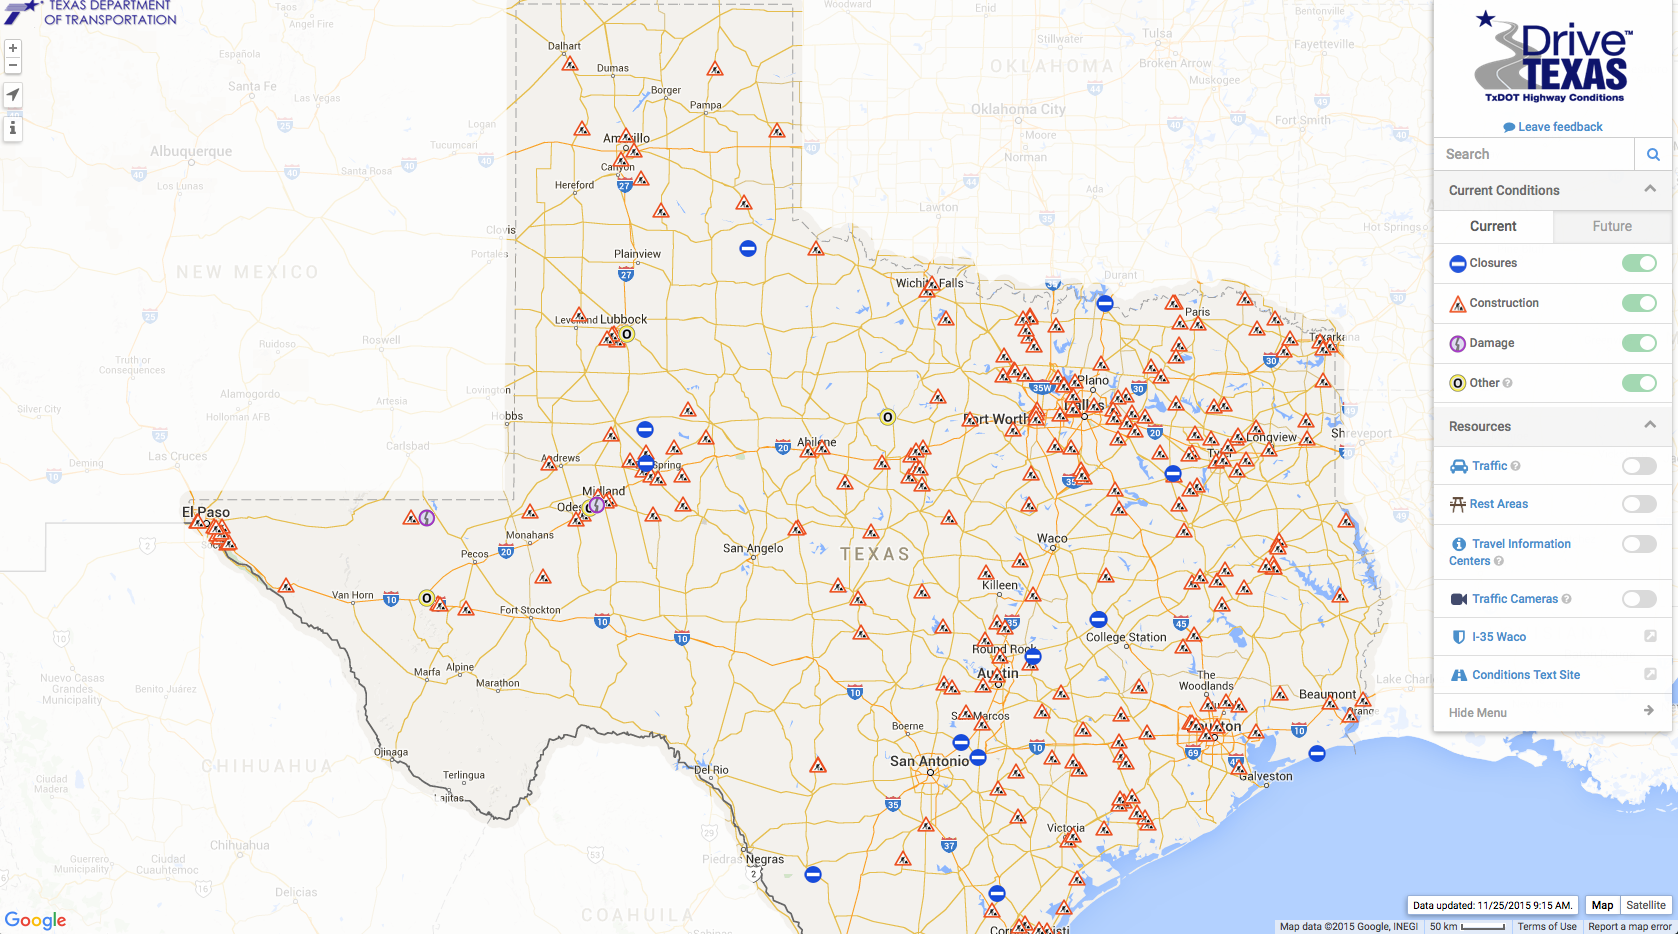 TEXAS DEPARTMENT
OF TRANSPORTATION
Drive™
TEXAS
TxDOT Highway Conditions
Leave feedback
Search
Current Conditions
Current
Future
Closures
Construction
Damage
Other
Resources
Traffic
Rest Areas
Travel Information
Centers
Traffic Cameras
I-35 Waco
Conditions Text Site
Hide Menu
Taos
Angel Fire
Española
Santa Fe
Las Vegas
Logan
Tucumcari
Albuquerque
Santa Rosa
Los Lunas
Clovis
Portales
NEW MEXICO
Socorro
Truth or
Consequences
Ruidoso
Roswell
Alamogordo
Holloman AFB
Artesia
Lovington
Hobbs
Silver City
Carlsbad
Deming
Las Cruces
Woodward
Enid
Stillwater
Tulsa
Broken Arrow
Bentonville
Fayetteville
Muskogee
OKLAHOMA
Oklahoma City
Moore
Norman
Fort Smith
Ada
Lawton
Hot Springs
Durant
Dalhart
Dumas
Borger
Pampa
Amarillo
Canyon
Hereford
Plainview
Levelland
Lubbock
Wichita Falls
Paris
Texarkana
Plano
Dallas
Fort Worth
Abilene
Andrews
Spring
Midland
Odes
Longview
Tyl
Shreveport
El Paso
Monahans
Pecos
San Angelo
TEXAS
Waco
Killeen
Van Horn
Fort Stockton
College Station
Round Rock
Austin
Marfa
Alpine
Marathon
The
Woodlands
Beaumont
Orange
Lake Char
San Marcos
Boerne
Houston
San Antonio
Galveston
Ojinaga
Terlingua
Lajitas
Del Rio
Victoria
Piedras
Negras
Nuevo Casas
Grandes
Municipality
Benito Juárez
CHIHUAHUA
Ciudad
Madera
Chihuahua
Guerrero
Municipality
Ciudad
Cuauhtemoc
Delicias
COAHUILA
Google
Data updated: 11/25/2015 9:15 AM.
Map
Satellite
Map data ©2015 Google, INEGI
50 km
Terms of Use
Report a map error